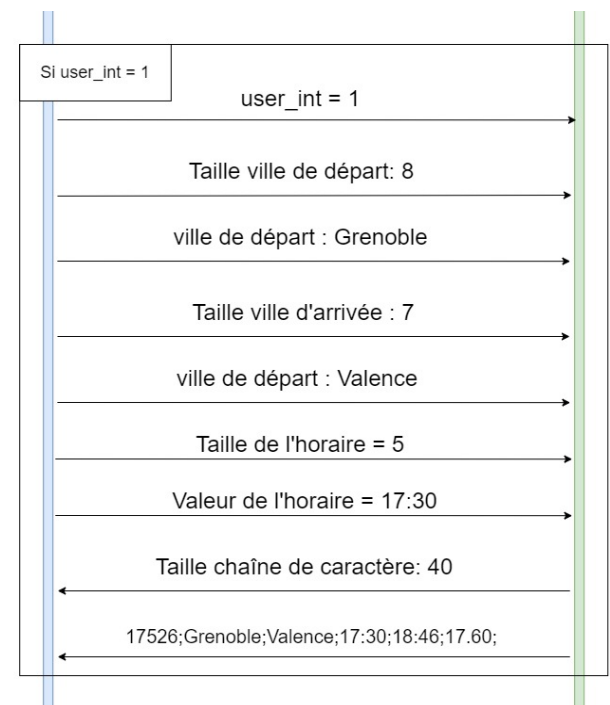 Si user_int = 1
user_int = 1
Taille ville de départ: 8
ville de départ : Grenoble
Taille ville d'arrivée : 7
ville de départ : Valence
Taille de l'horaire = 5
Valeur de l'horaire = 17:30
Taille chaîne de caractère: 40
17526;Grenoble;Valence;17:30;18:46;17.60;